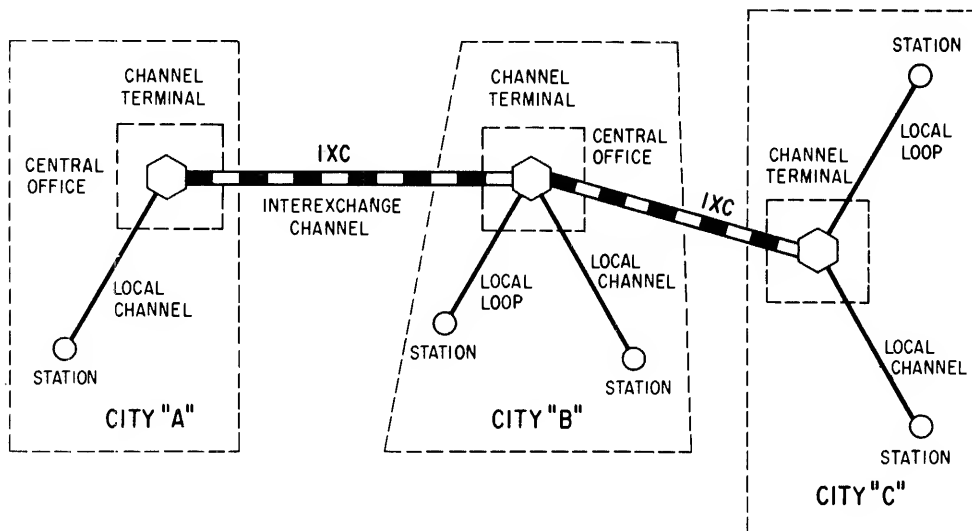 CHANNEL
TERMINAL
CENTRAL
OFFICE
LOCAL
CHANNEL
STATION
CITY "A"
IXC
INTEREXCHANGE
CHANNEL
CHANNEL
TERMINAL
CENTRAL
OFFICE
LOCAL
LOOP
STATION
LOCAL
CHANNEL
STATION
CITY "B"
IXC
STATION
LOCAL
LOOP
CHANNEL
TERMINAL
LOCAL
CHANNEL
STATION
CITY "C"